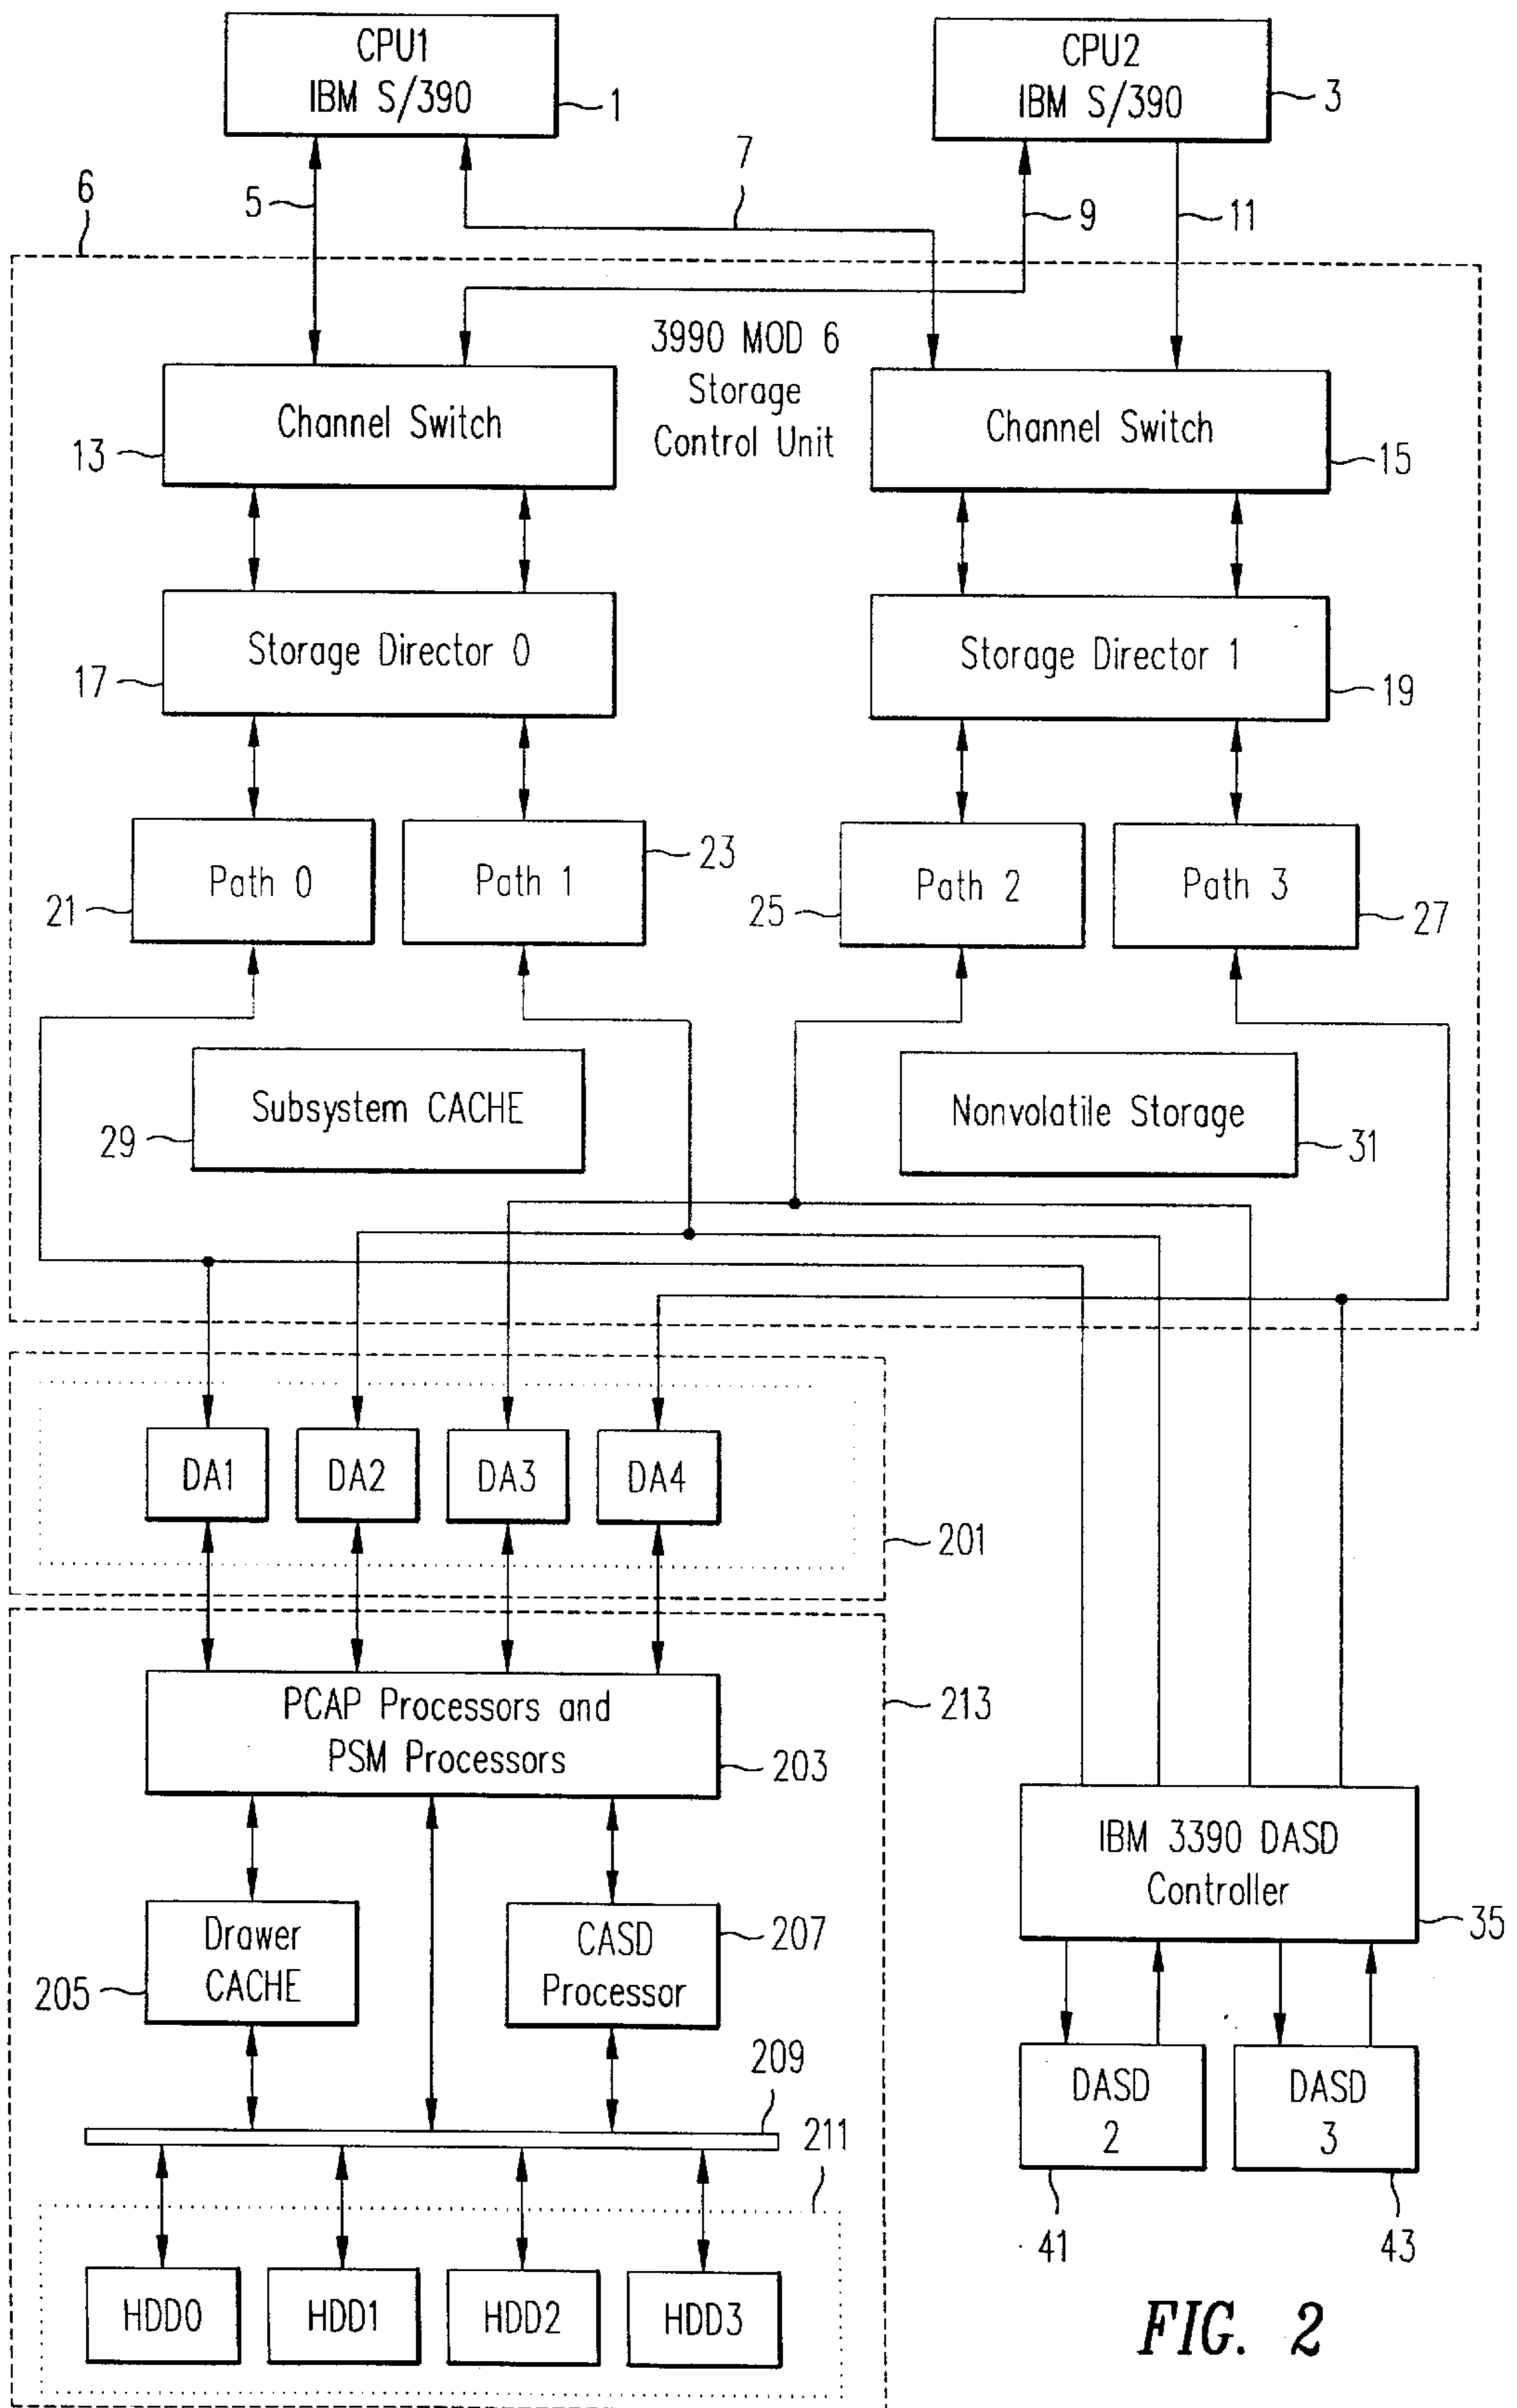 CPU1
IBM S/390
1
CPU2
IBM S/390
3
5
7
9
11
6
3990 MOD 6
Storage
Control Unit
Channel Switch
13
Channel Switch
15
Storage Director 0
17
Storage Director 1
19
Path 0
21
Path 1
23
Path 2
25
Path 3
27
Subsystem CACHE
29
Nonvolatile Storage
31
DA1
DA2
DA3
DA4
201
PCAP Processors and
PSM Processors
203
213
Drawer
CACHE
205
CASD
Processor
207
209
211
HDD0
HDD1
HDD2
HDD3
IBM 3390 DASD
Controller
35
DASD
2
41
DASD
3
43
FIG. 2